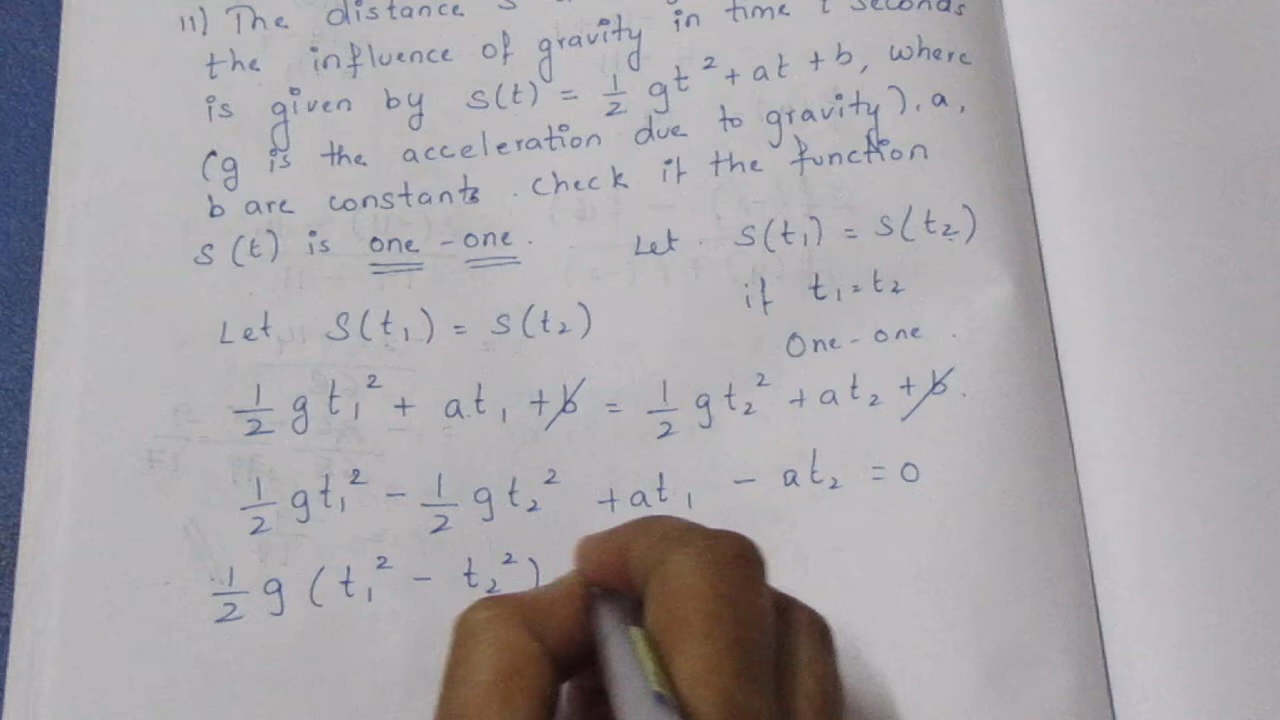 11) The distance s
the influence of gravity in time t seconds
is given by s(t) = 1/2 gt² + at + b, where
(g is the acceleration due to gravity). a,
b are constants. Check if the function
s(t) is one - one.
Let s(t₁) = s(t₂)
if t₁ = t₂
One - one.
Let s(t₁) = s(t₂)
1/2 gt₁² + at₁ + b = 1/2 gt₂² + at₂ + b.
1/2 gt₁² - 1/2 gt₂² + at₁ - at₂ = 0
1/2 g (t₁² - t₂²)